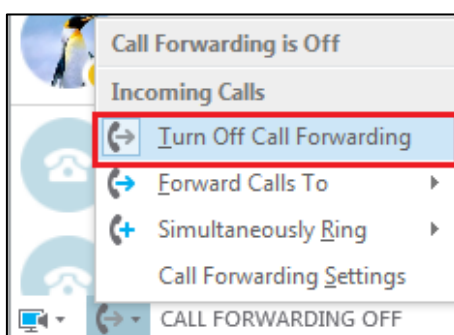 Call Forwarding is Off
Incoming Calls
Turn Off Call Forwarding
Forward Calls To
Simultaneously Ring
Call Forwarding Settings
CALL FORWARDING OFF